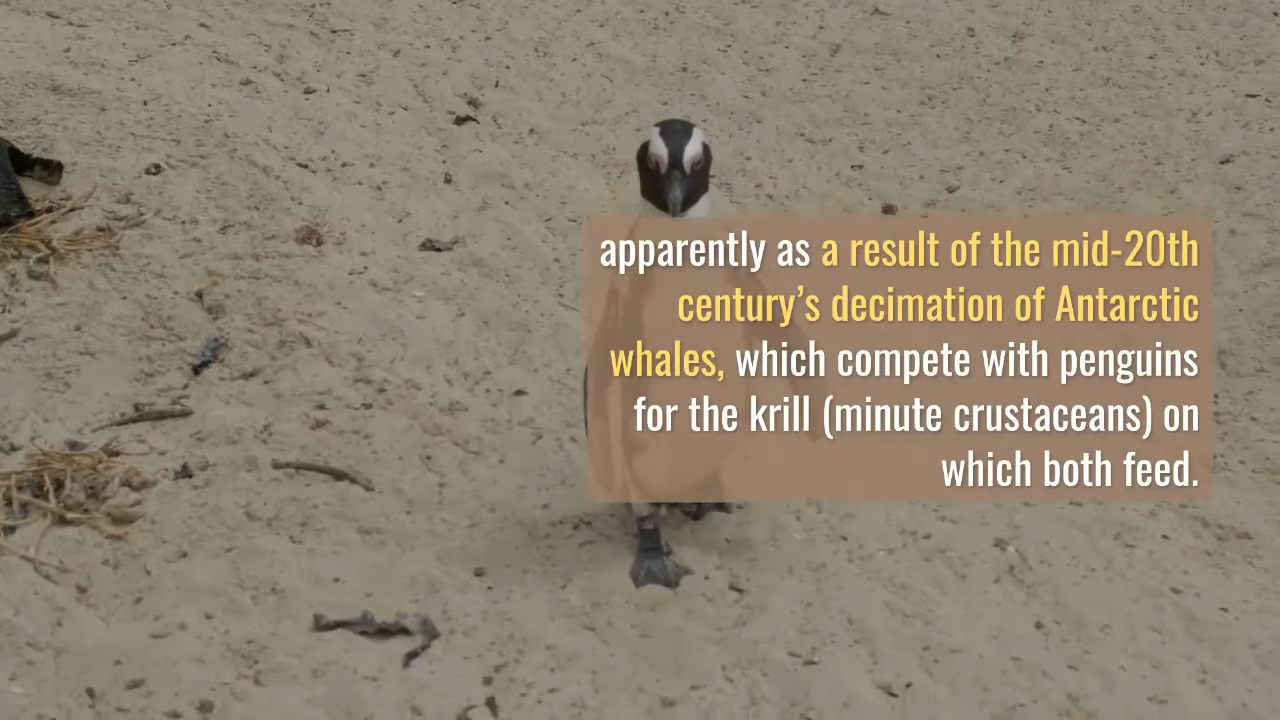 apparently as a result of the mid-20th
century’s decimation of Antarctic
whales, which compete with penguins
for the krill (minute crustaceans) on
which both feed.